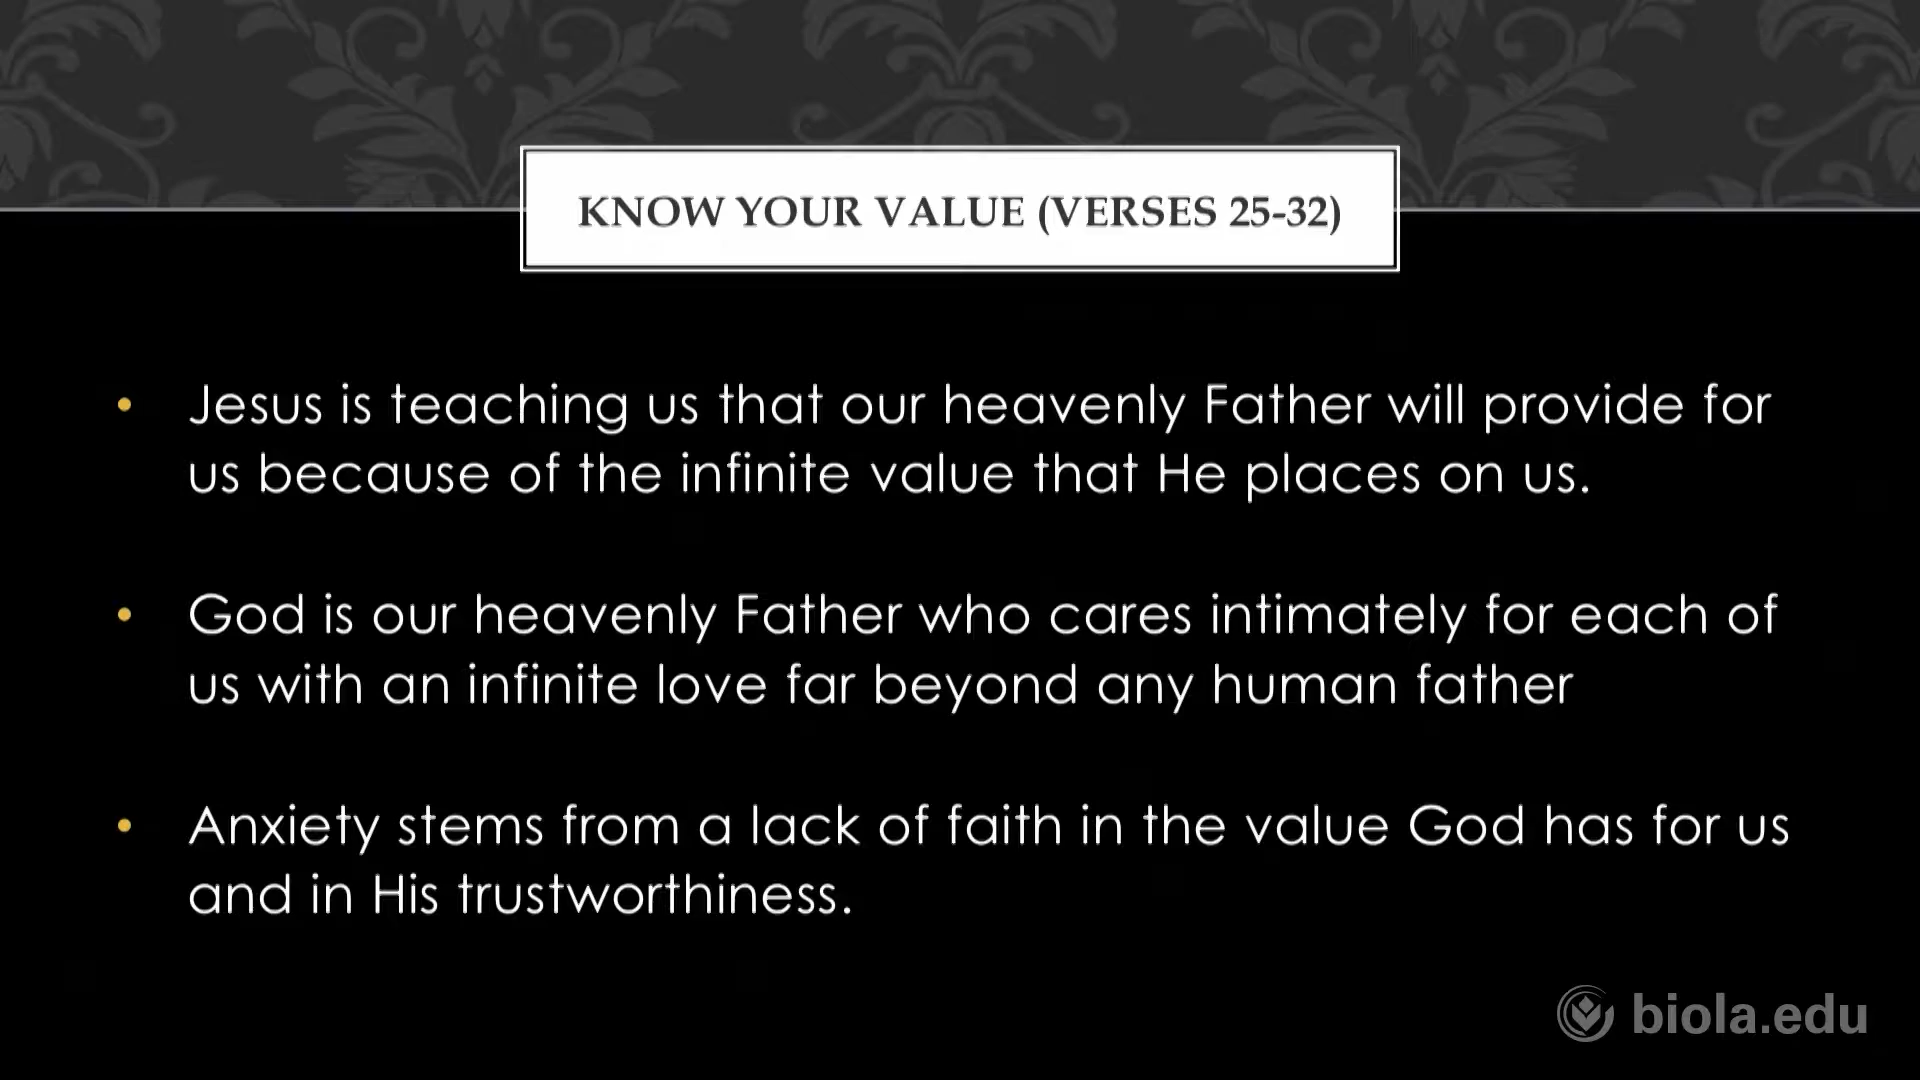 KNOW YOUR VALUE (VERSES 25-32)
• Jesus is teaching us that our heavenly Father will provide for
us because of the infinite value that He places on us.
• God is our heavenly Father who cares intimately for each of
us with an infinite love far beyond any human father
• Anxiety stems from a lack of faith in the value God has for us
and in His trustworthiness.
biola.edu